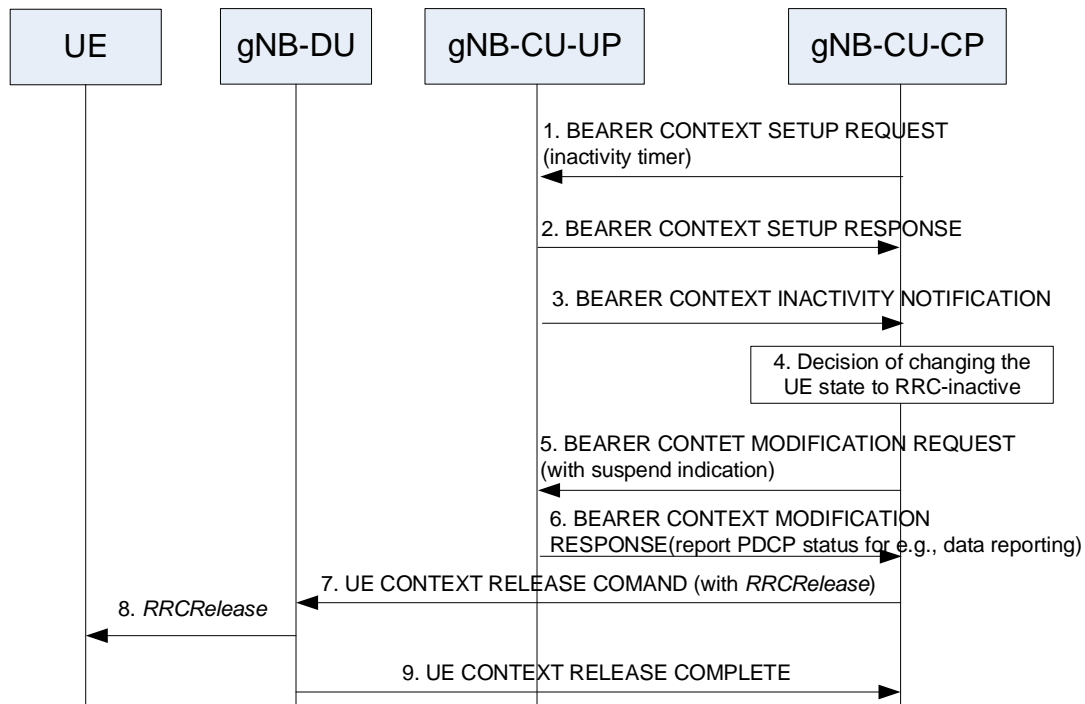 UE
gNB-DU
gNB-CU-UP
gNB-CU-CP
1. BEARER CONTEXT SETUP REQUEST
(inactivity timer)
2. BEARER CONTEXT SETUP RESPONSE
3. BEARER CONTEXT INACTIVITY NOTIFICATION
4. Decision of changing the
UE state to RRC-inactive
5. BEARER CONTET MODIFICATION REQUEST
(with suspend indication)
6. BEARER CONTEXT MODIFICATION
RESPONSE(report PDCP status for e.g., data reporting)
7. UE CONTEXT RELEASE COMAND (with RRCRelease)
8. RRCRelease
9. UE CONTEXT RELEASE COMPLETE